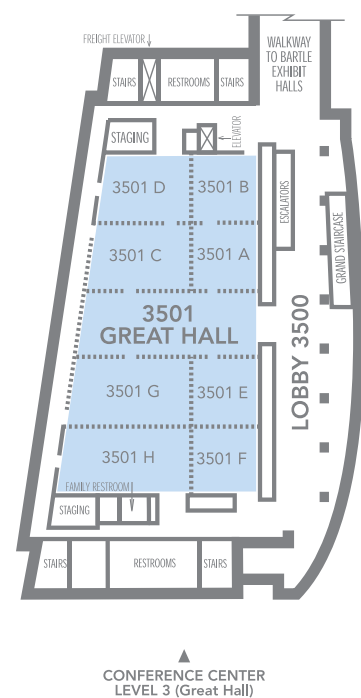 FREIGHT ELEVATOR
WALKWAY
TO BARTLE
EXHIBIT
HALLS
STAIRS
RESTROOMS
STAIRS
STAGING
ELEVATOR
3501 D
3501 B
ESCALATORS
GRAND STAIRCASE
3501 C
3501 A
3501
GREAT HALL
LOBBY 3500
3501 G
3501 E
3501 H
3501 F
FAMILY RESTROOM
STAGING
STAIRS
RESTROOMS
STAIRS
CONFERENCE CENTER
LEVEL 3 (Great Hall)